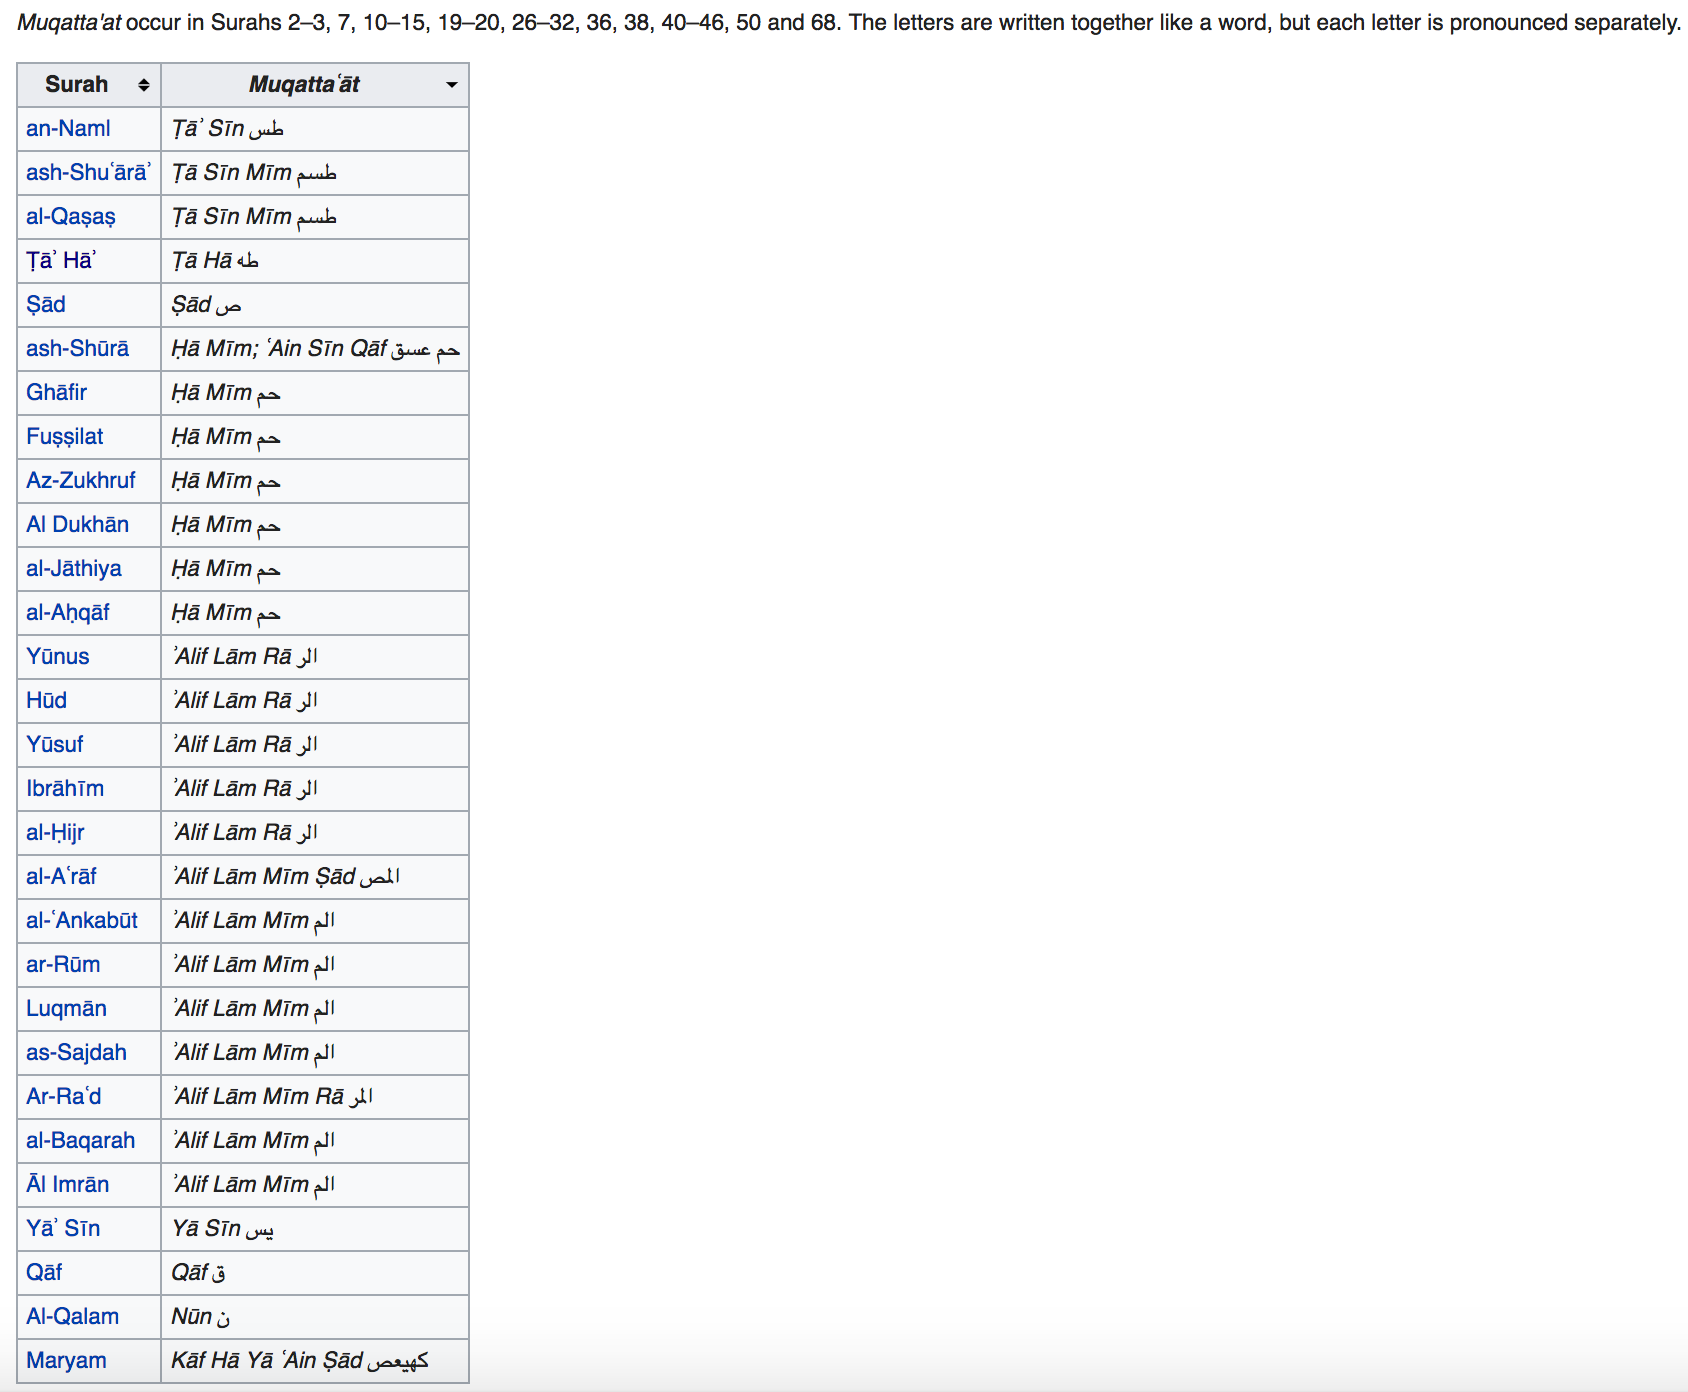 Muqatta'at occur in Surahs 2–3, 7, 10–15, 19–20, 26–32, 36, 38, 40–46, 50 and 68. The letters are written together like a word, but each letter is pronounced separately.
Surah Muqattaʿāt
an-Naml Ṭāʾ Sīn طس
ash-Shuʿārāʾ Ṭā Sīn Mīm طسم
al-Qaṣaṣ Ṭā Sīn Mīm طسم
Ṭāʾ Hāʾ Ṭā Hā طه
Ṣād Ṣād ص
ash-Shūrā Ḥā Mīm; ʿAin Sīn Qāf حم عسق
Ghāfir Ḥā Mīm حم
Fuṣṣilat Ḥā Mīm حم
Az-Zukhruf Ḥā Mīm حم
Al Dukhān Ḥā Mīm حم
al-Jāthiya Ḥā Mīm حم
al-Aḥqāf Ḥā Mīm حم
Yūnus ʾAlif Lām Rā الر
Hūd ʾAlif Lām Rā الر
Yūsuf ʾAlif Lām Rā الر
Ibrāhīm ʾAlif Lām Rā الر
al-Ḥijr ʾAlif Lām Rā الر
al-Aʿrāf ʾAlif Lām Mīm Ṣād المص
al-ʿAnkabūt ʾAlif Lām Mīm الم
ar-Rūm ʾAlif Lām Mīm الم
Luqmān ʾAlif Lām Mīm الم
as-Sajdah ʾAlif Lām Mīm الم
Ar-Raʿd ʾAlif Lām Mīm Rā المر
al-Baqarah ʾAlif Lām Mīm الم
Āl Imrān ʾAlif Lām Mīm الم
Yāʾ Sīn Yā Sīn يس
Qāf Qāf ق
Al-Qalam Nūn ن
Maryam Kāf Hā Yā ʿAin Ṣād كهيعص